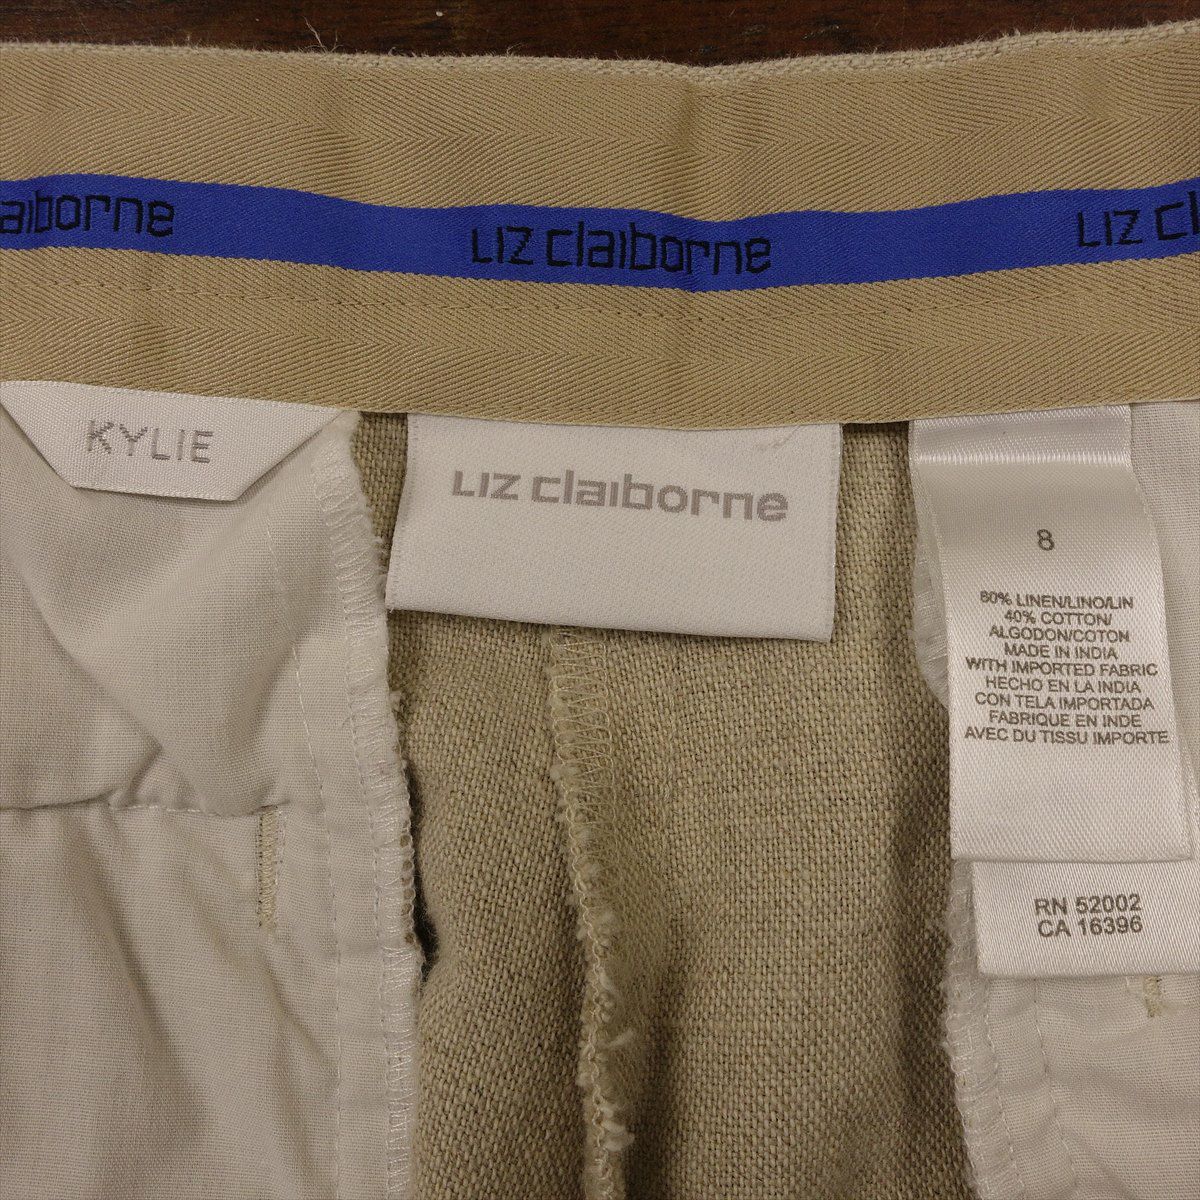 claiborne
LIZ claiborne
LIZ cl
KYLIE
LIZ claiborne
8
60% LINEN/LINO/LIN
40% COTTON/
ALGODON/COTON
MADE IN INDIA
WITH IMPORTED FABRIC
HECHO EN LA INDIA
CON TELA IMPORTADA
FABRIQUE EN INDE
AVEC DU TISSU IMPORTE
RN 52002
CA 16396